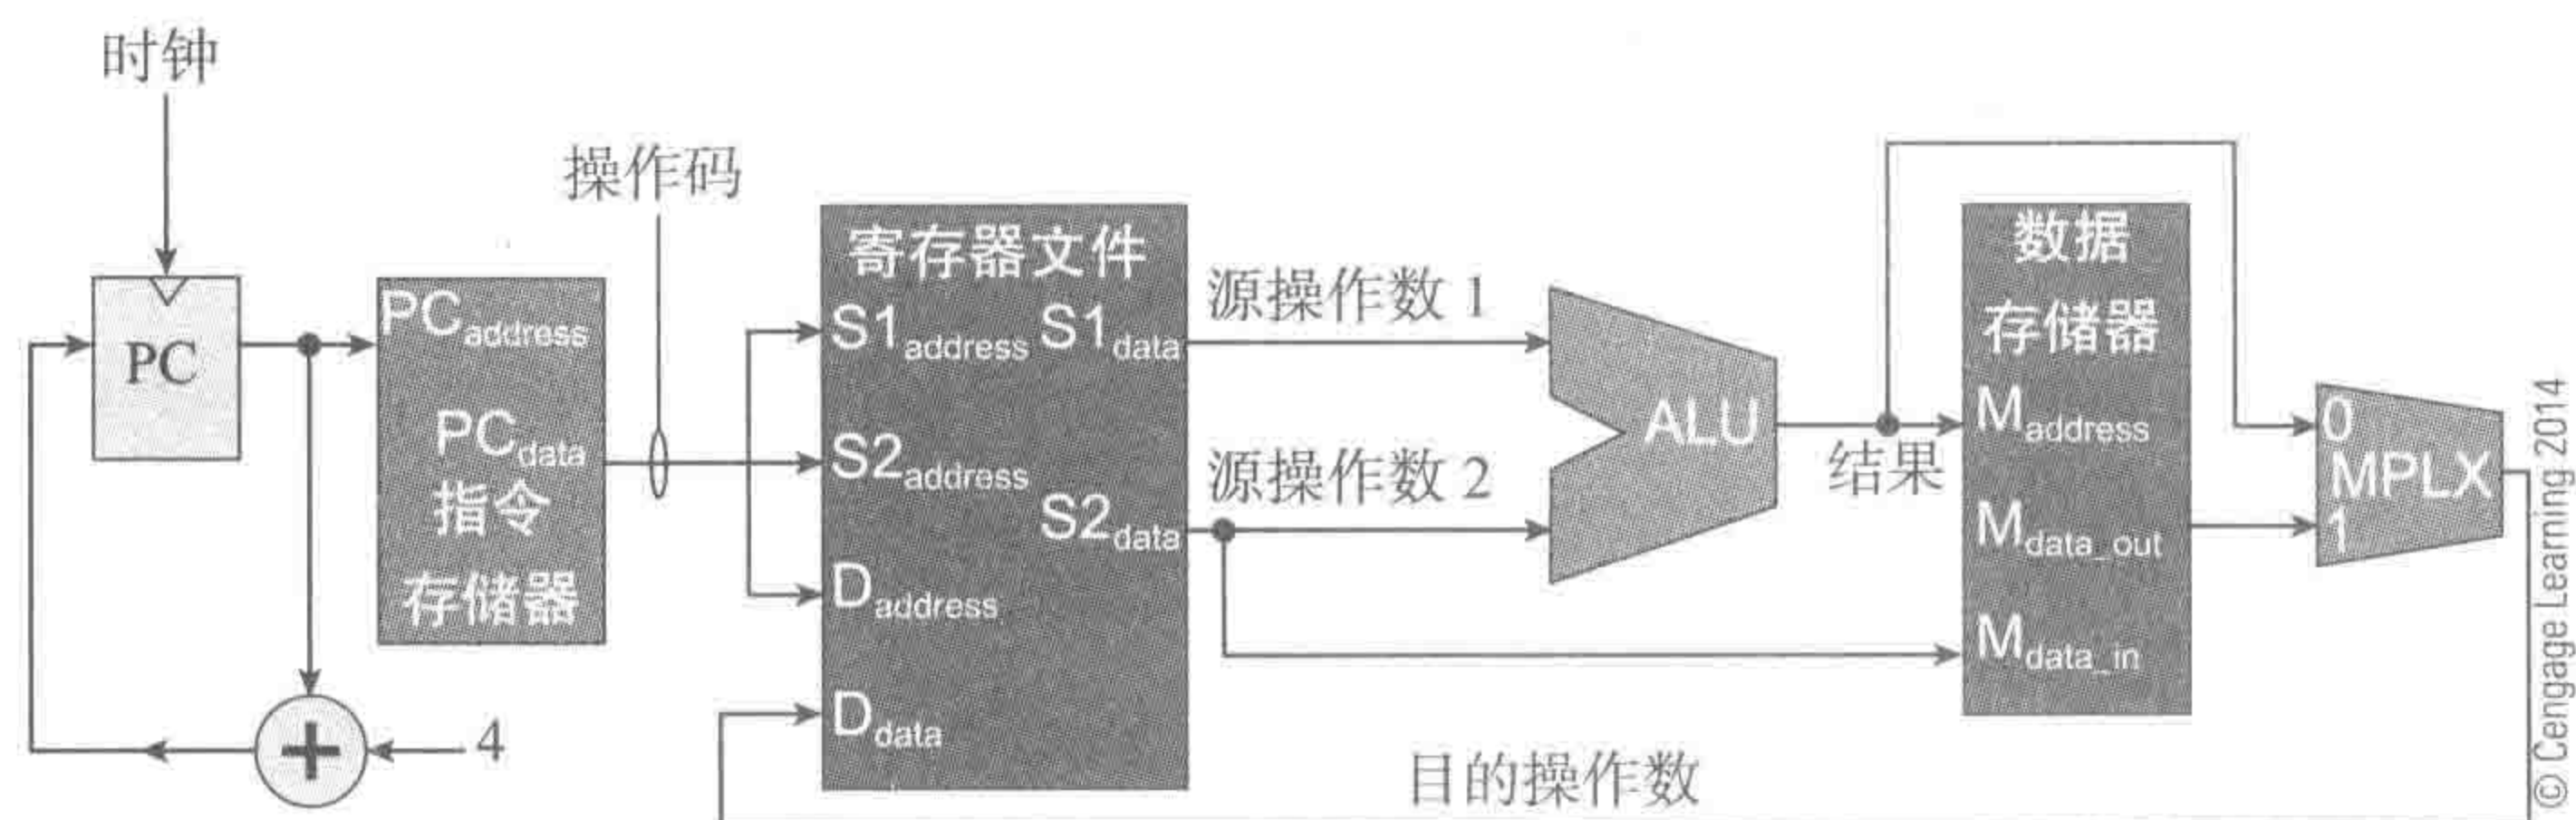 时钟
PC
PCaddress
PCdata
指令
存储器
4
操作码
寄存器文件
S1address
S1data
S2address
S2data
Daddress
Ddata
源操作数 1
源操作数 2
ALU
结果
数据
存储器
Maddress
Mdata_out
Mdata_in
0
MPLX
1
目的操作数
© Cengage Learning 2014